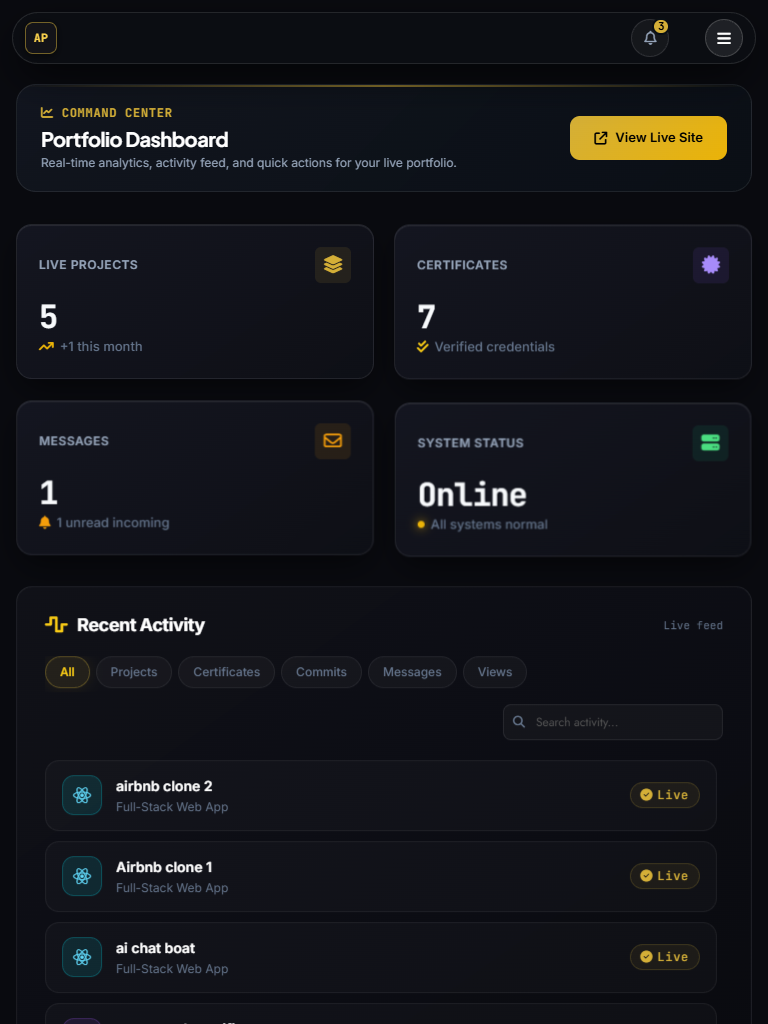 AP
3
COMMAND CENTER
Portfolio Dashboard
Real-time analytics, activity feed, and quick actions for your live portfolio.
View Live Site
LIVE PROJECTS
5
+1 this month
CERTIFICATES
7
Verified credentials
MESSAGES
1
1 unread incoming
SYSTEM STATUS
Online
All systems normal
Recent Activity
Live feed
All Projects Certificates Commits Messages Views
Search activity...
airbnb clone 2
Full-Stack Web App
Live
Airbnb clone 1
Full-Stack Web App
Live
ai chat boat
Full-Stack Web App
Live